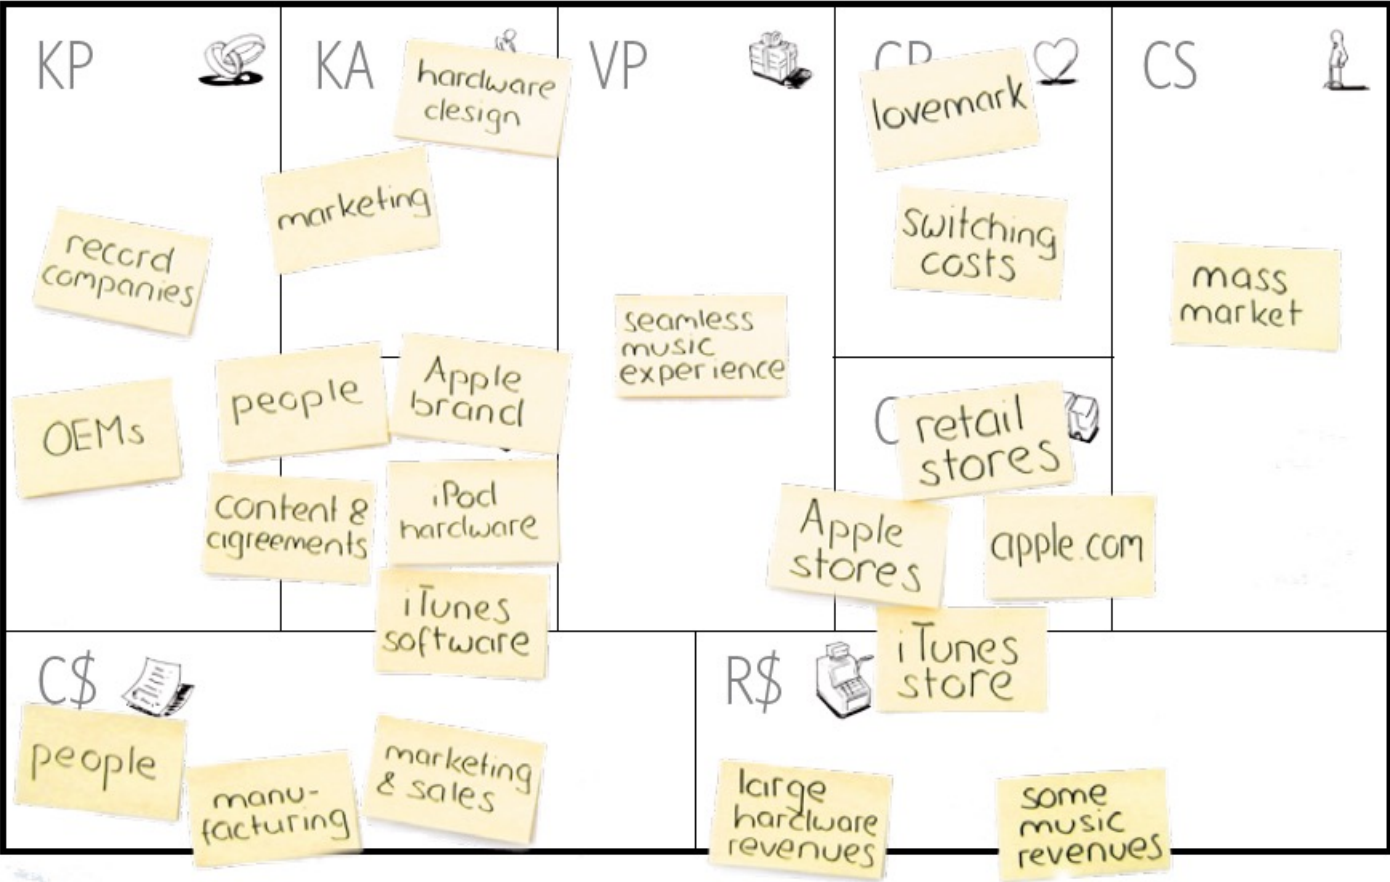 KP
record
companies
OEMs
KA
hardware
design
marketing
people
Apple
brand
content &
agreements
iPod
hardware
iTunes
software
VP
seamless
music
experience
lovemark
switching
costs
retail
stores
Apple
stores
apple.com
iTunes
store
CS
mass
market
C$
people
manu-
facturing
marketing
& sales
R$
large
hardware
revenues
some
music
revenues